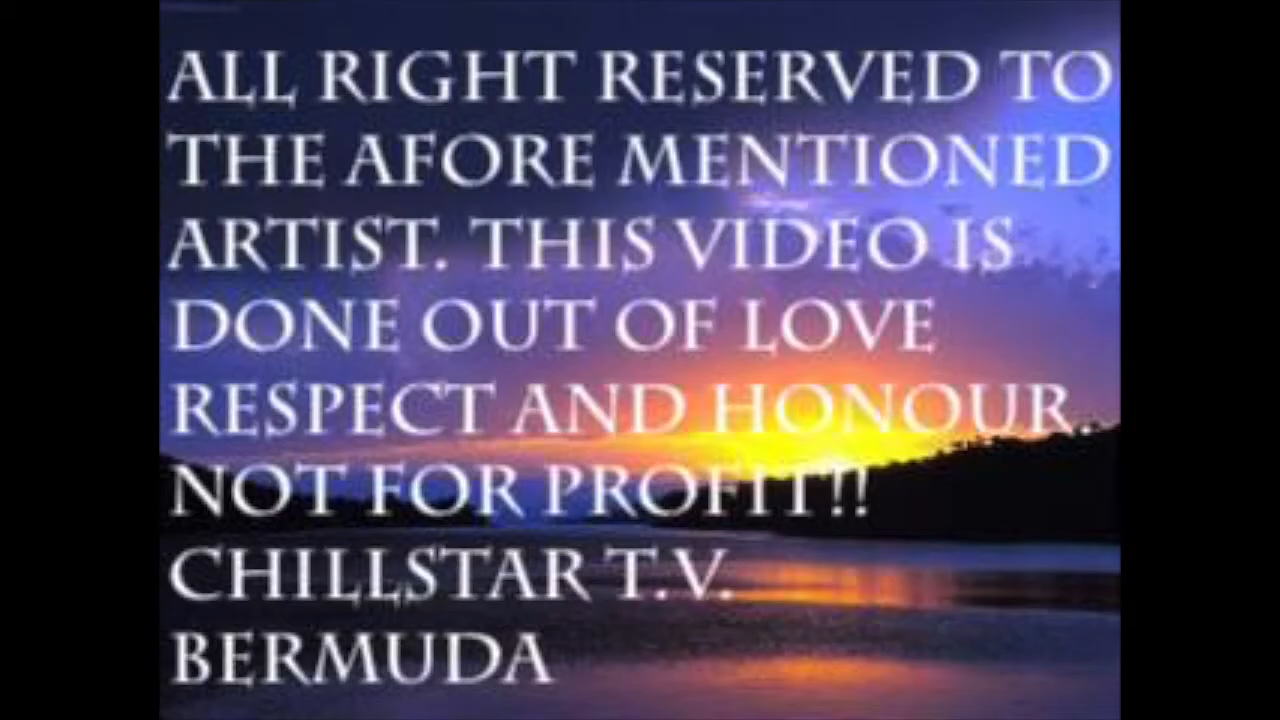 ALL RIGHT RESERVED TO
THE AFORE MENTIONED
ARTIST. THIS VIDEO IS
DONE OUT OF LOVE
RESPECT AND HONOUR
NOT FOR PROFIT!!
CHILLSTAR T.V.
BERMUDA